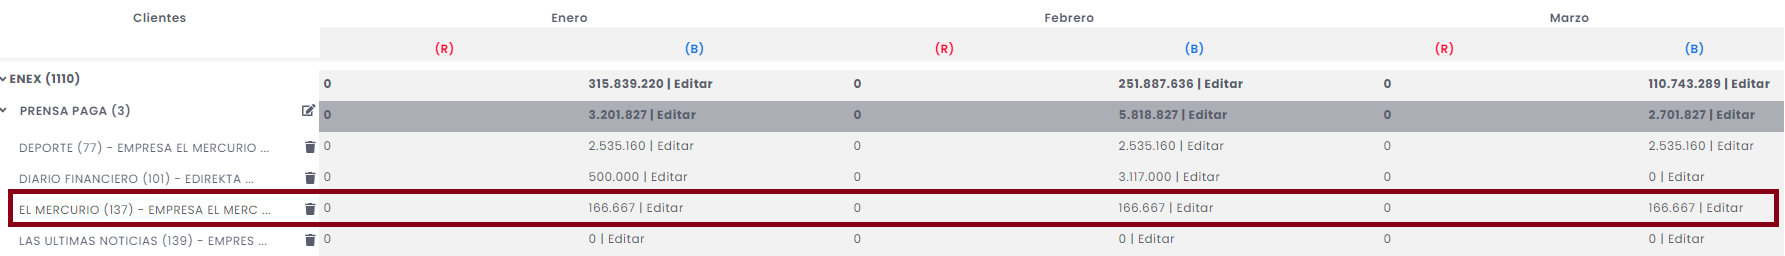 Clientes Enero Febrero Marzo
(R) (B) (R) (B) (R) (B)
ENEX (1110) 0 315.839.220 | Editar 0 251.887.636 | Editar 0 110.743.289 | Editar
PRENSA PAGA (3) 0 3.201.827 | Editar 0 5.818.827 | Editar 0 2.701.827 | Editar
DEPORTE (77) - EMPRESA EL MERCURIO ... 0 2.535.160 | Editar 0 2.535.160 | Editar 0 2.535.160 | Editar
DIARIO FINANCIERO (101) - EDIREKTA ... 0 500.000 | Editar 0 3.117.000 | Editar 0 0 | Editar
EL MERCURIO (137) - EMPRESA EL MERC ... 0 166.667 | Editar 0 166.667 | Editar 0 166.667 | Editar
LAS ULTIMAS NOTICIAS (139) - EMPRES ... 0 0 | Editar 0 0 | Editar 0 0 | Editar